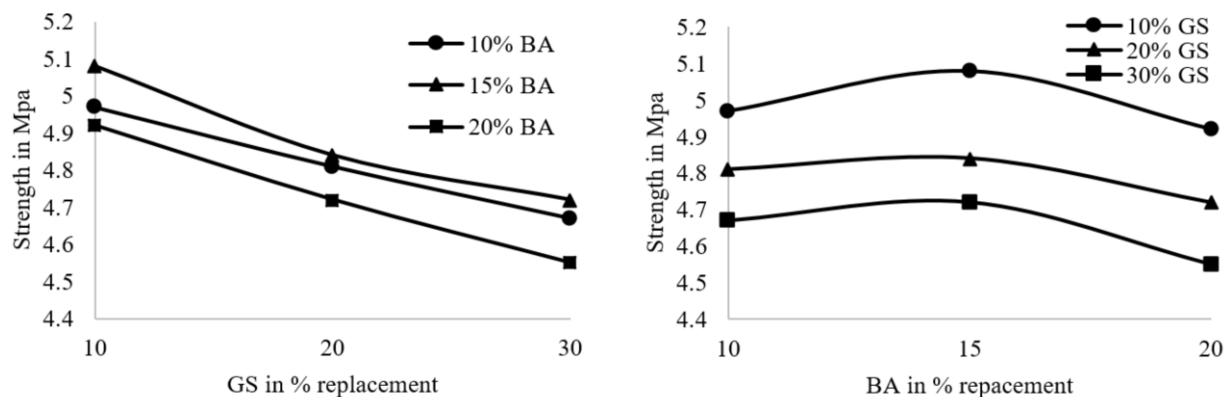 5.2
5.1
5
4.9
4.8
4.7
4.6
4.5
4.4
Strength in Mpa
10% BA
15% BA
20% BA
10
20
30
GS in % replacement
5.2
5.1
5
4.9
4.8
4.7
4.6
4.5
4.4
Strength in Mpa
10% GS
20% GS
30% GS
10
15
20
BA in % repacement